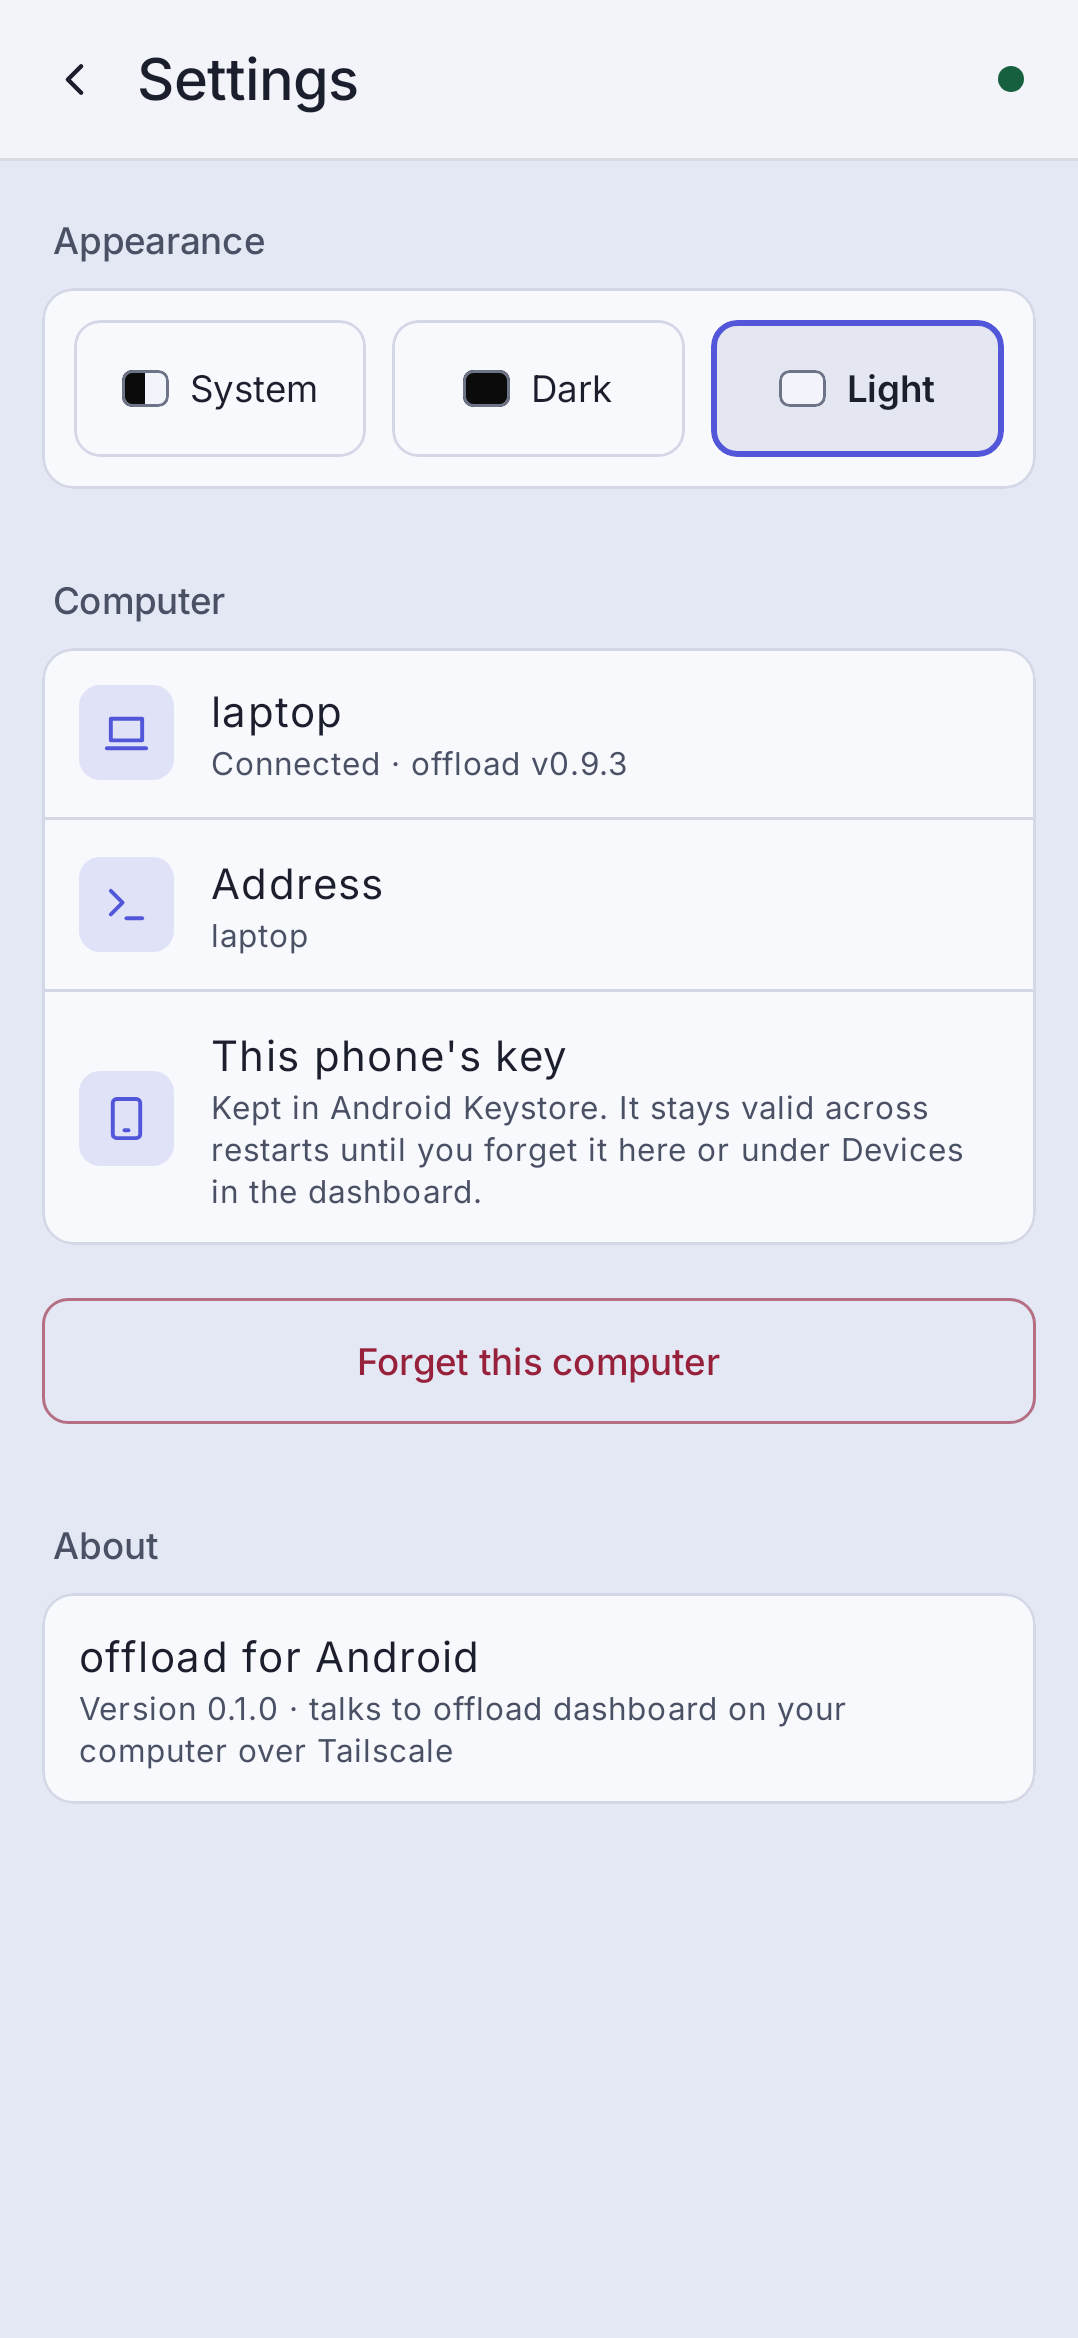 Settings
Appearance
System
Dark
Light
Computer
laptop
Connected · offload v0.9.3
Address
laptop
This phone's key
Kept in Android Keystore. It stays valid across
restarts until you forget it here or under Devices
in the dashboard.
Forget this computer
About
offload for Android
Version 0.1.0 · talks to offload dashboard on your
computer over Tailscale